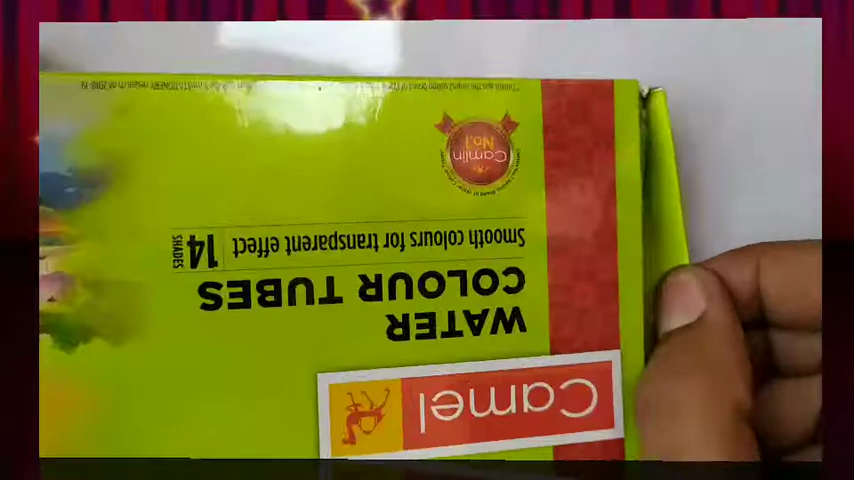 Camel
WATER
COLOUR TUBES
Smooth colours for transparent effect
14
SHADES
Camlin
No.1